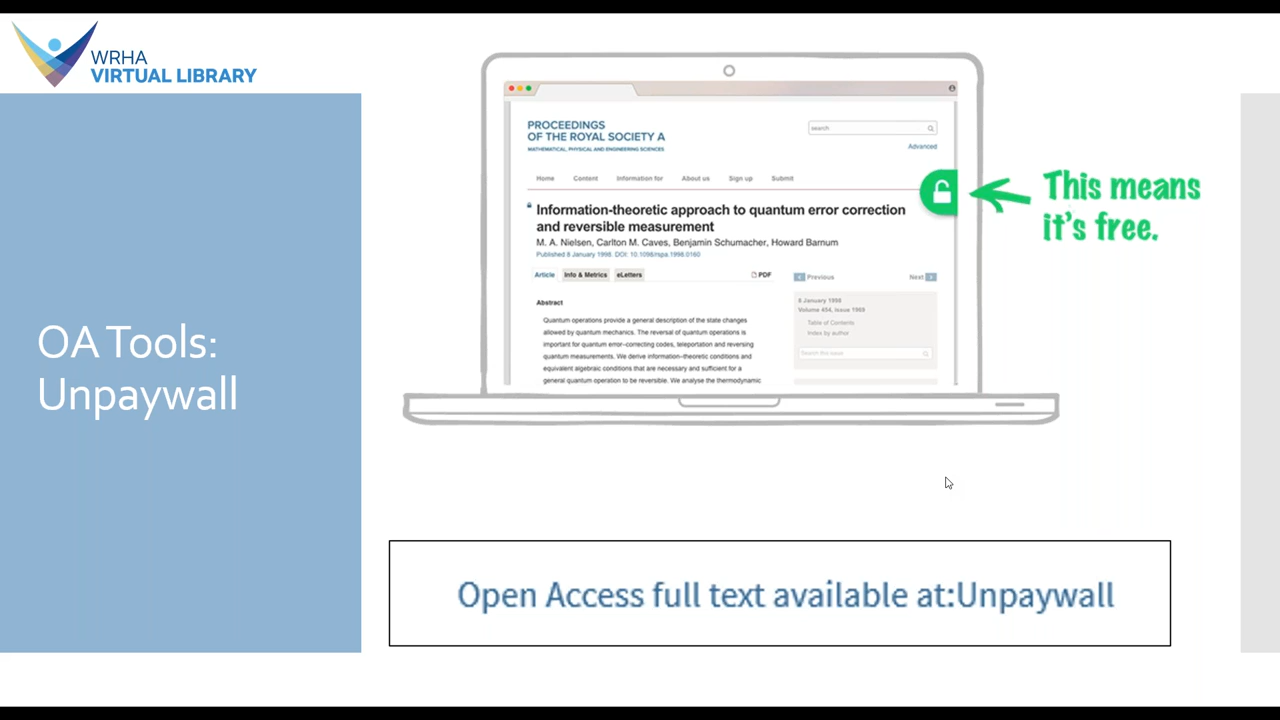 WRHA
VIRTUAL LIBRARY
OA Tools:
Unpaywall
PROCEEDINGS
OF THE ROYAL SOCIETY A
MATHEMATICAL, PHYSICAL AND ENGINEERING SCIENCES
search
Advanced
Home Content Information for About us Sign up Submit
Information-theoretic approach to quantum error correction
and reversible measurement
M. A. Nielsen, Carlton M. Caves, Benjamin Schumacher, Howard Barnum
Published 8 January 1998. DOI: 10.1098/rspa.1998.0160
Article Info & Metrics eLetters PDF
Abstract
Quantum operations provide a general description of the state changes
allowed by quantum mechanics. The reversal of quantum operations is
important for quantum error-correcting codes, teleportation and reversing
quantum measurements. We derive information-theoretic conditions and
equivalent algebraic conditions that are necessary and sufficient for a
general quantum operation to be reversible. We analyse the thermodynamic
Previous Next
8 January 1998
Volume 454, issue 1969
Table of Contents
Index by author
Search this issue
This means
it's free.
Open Access full text available at:Unpaywall